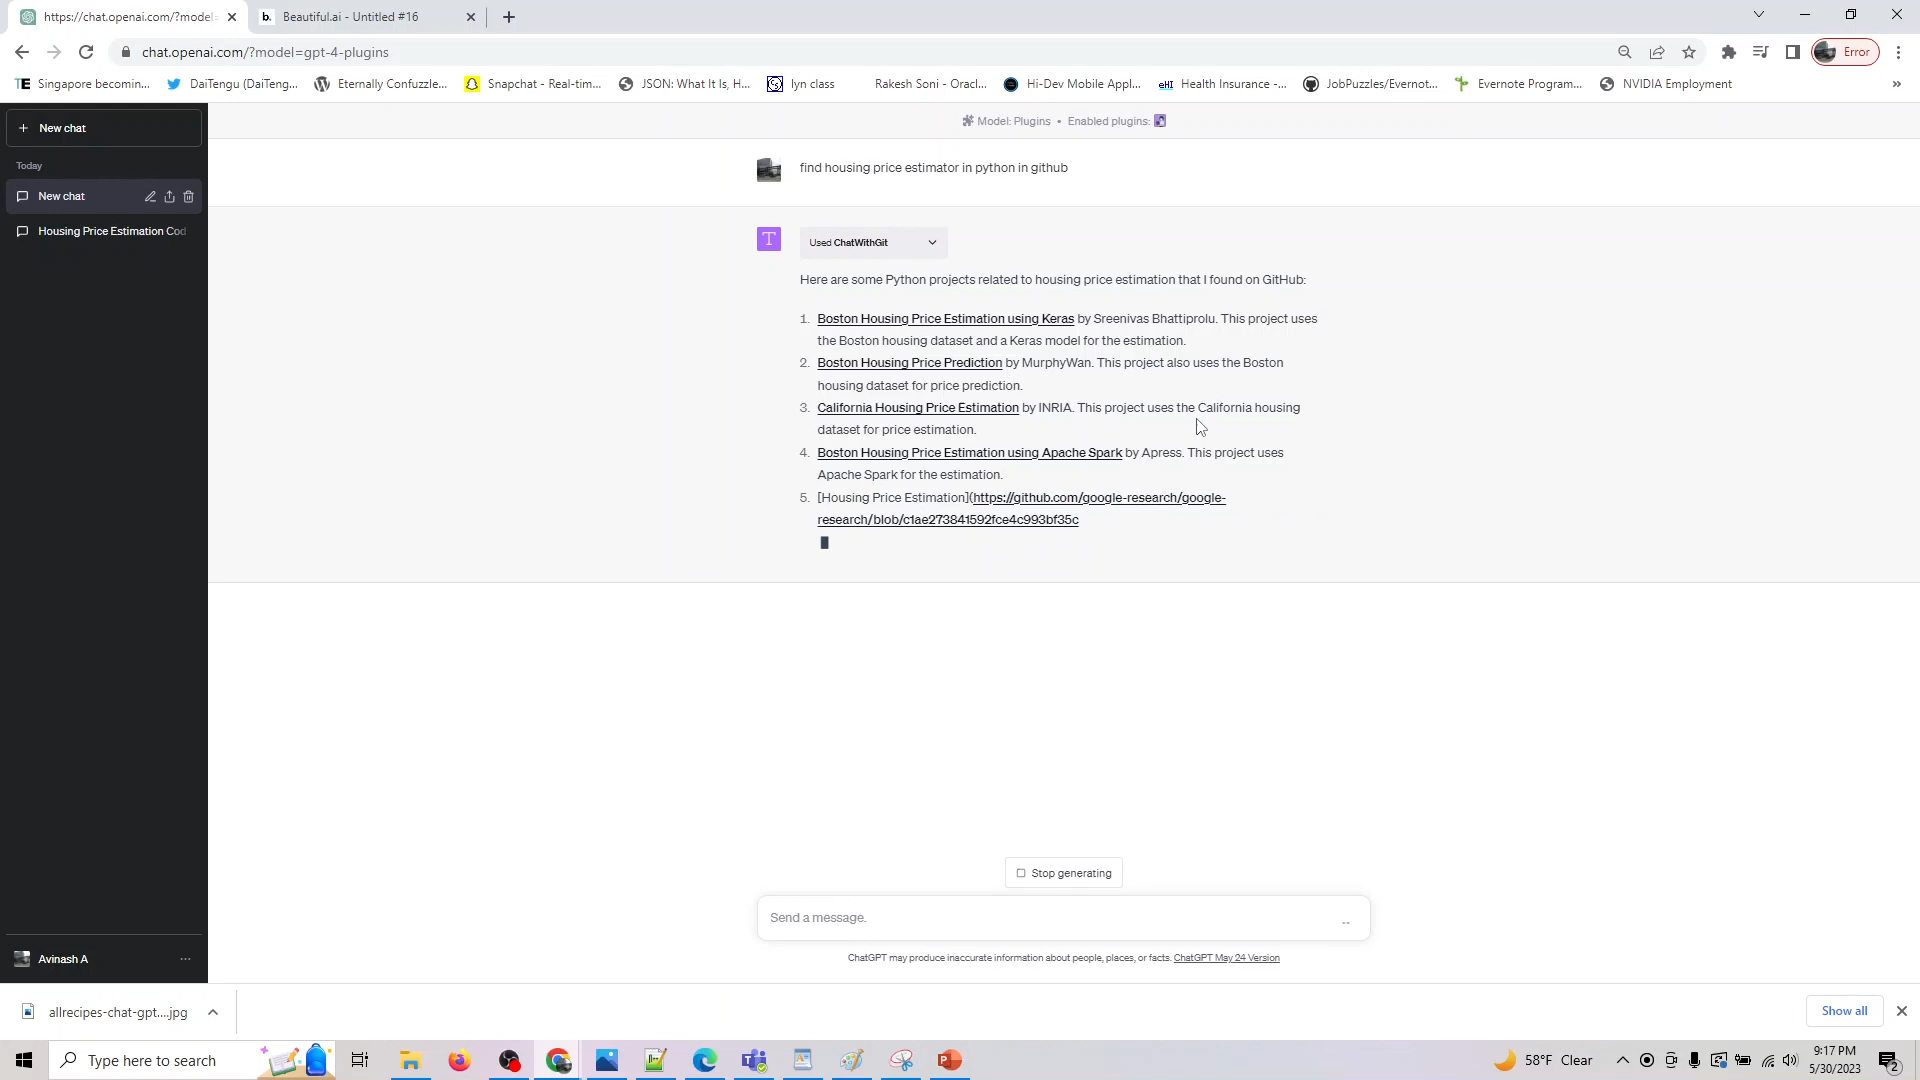 https://chat.openai.com/?model=
b. Beautiful.ai - Untitled #16
chat.openai.com/?model=gpt-4-plugins
Error
TE Singapore becomin...
DaiTengu (DaiTeng...
Eternally Confuzzle...
Snapchat - Real-tim...
JSON: What It Is, H...
lyn class
Rakesh Soni - Oracl...
Hi-Dev Mobile Appl...
eHI Health Insurance -...
JobPuzzles/Evernot...
Evernote Program...
NVIDIA Employment
»
+ New chat
Today
New chat
Housing Price Estimation Cod
Model: Plugins • Enabled plugins:
find housing price estimator in python in github
T
Used ChatWithGit
Here are some Python projects related to housing price estimation that I found on GitHub:
1. Boston Housing Price Estimation using Keras by Sreenivas Bhattiprolu. This project uses
the Boston housing dataset and a Keras model for the estimation.
2. Boston Housing Price Prediction by MurphyWan. This project also uses the Boston
housing dataset for price prediction.
3. California Housing Price Estimation by INRIA. This project uses the California housing
dataset for price estimation.
4. Boston Housing Price Estimation using Apache Spark by Apress. This project uses
Apache Spark for the estimation.
5. [Housing Price Estimation](https://github.com/google-research/google-
research/blob/c1ae273841592fce4c993bf35c
Stop generating
Send a message.
ChatGPT may produce inaccurate information about people, places, or facts. ChatGPT May 24 Version
Avinash A
allrecipes-chat-gpt....jpg
Show all
Type here to search
58°F Clear
9:17 PM
5/30/2023
2